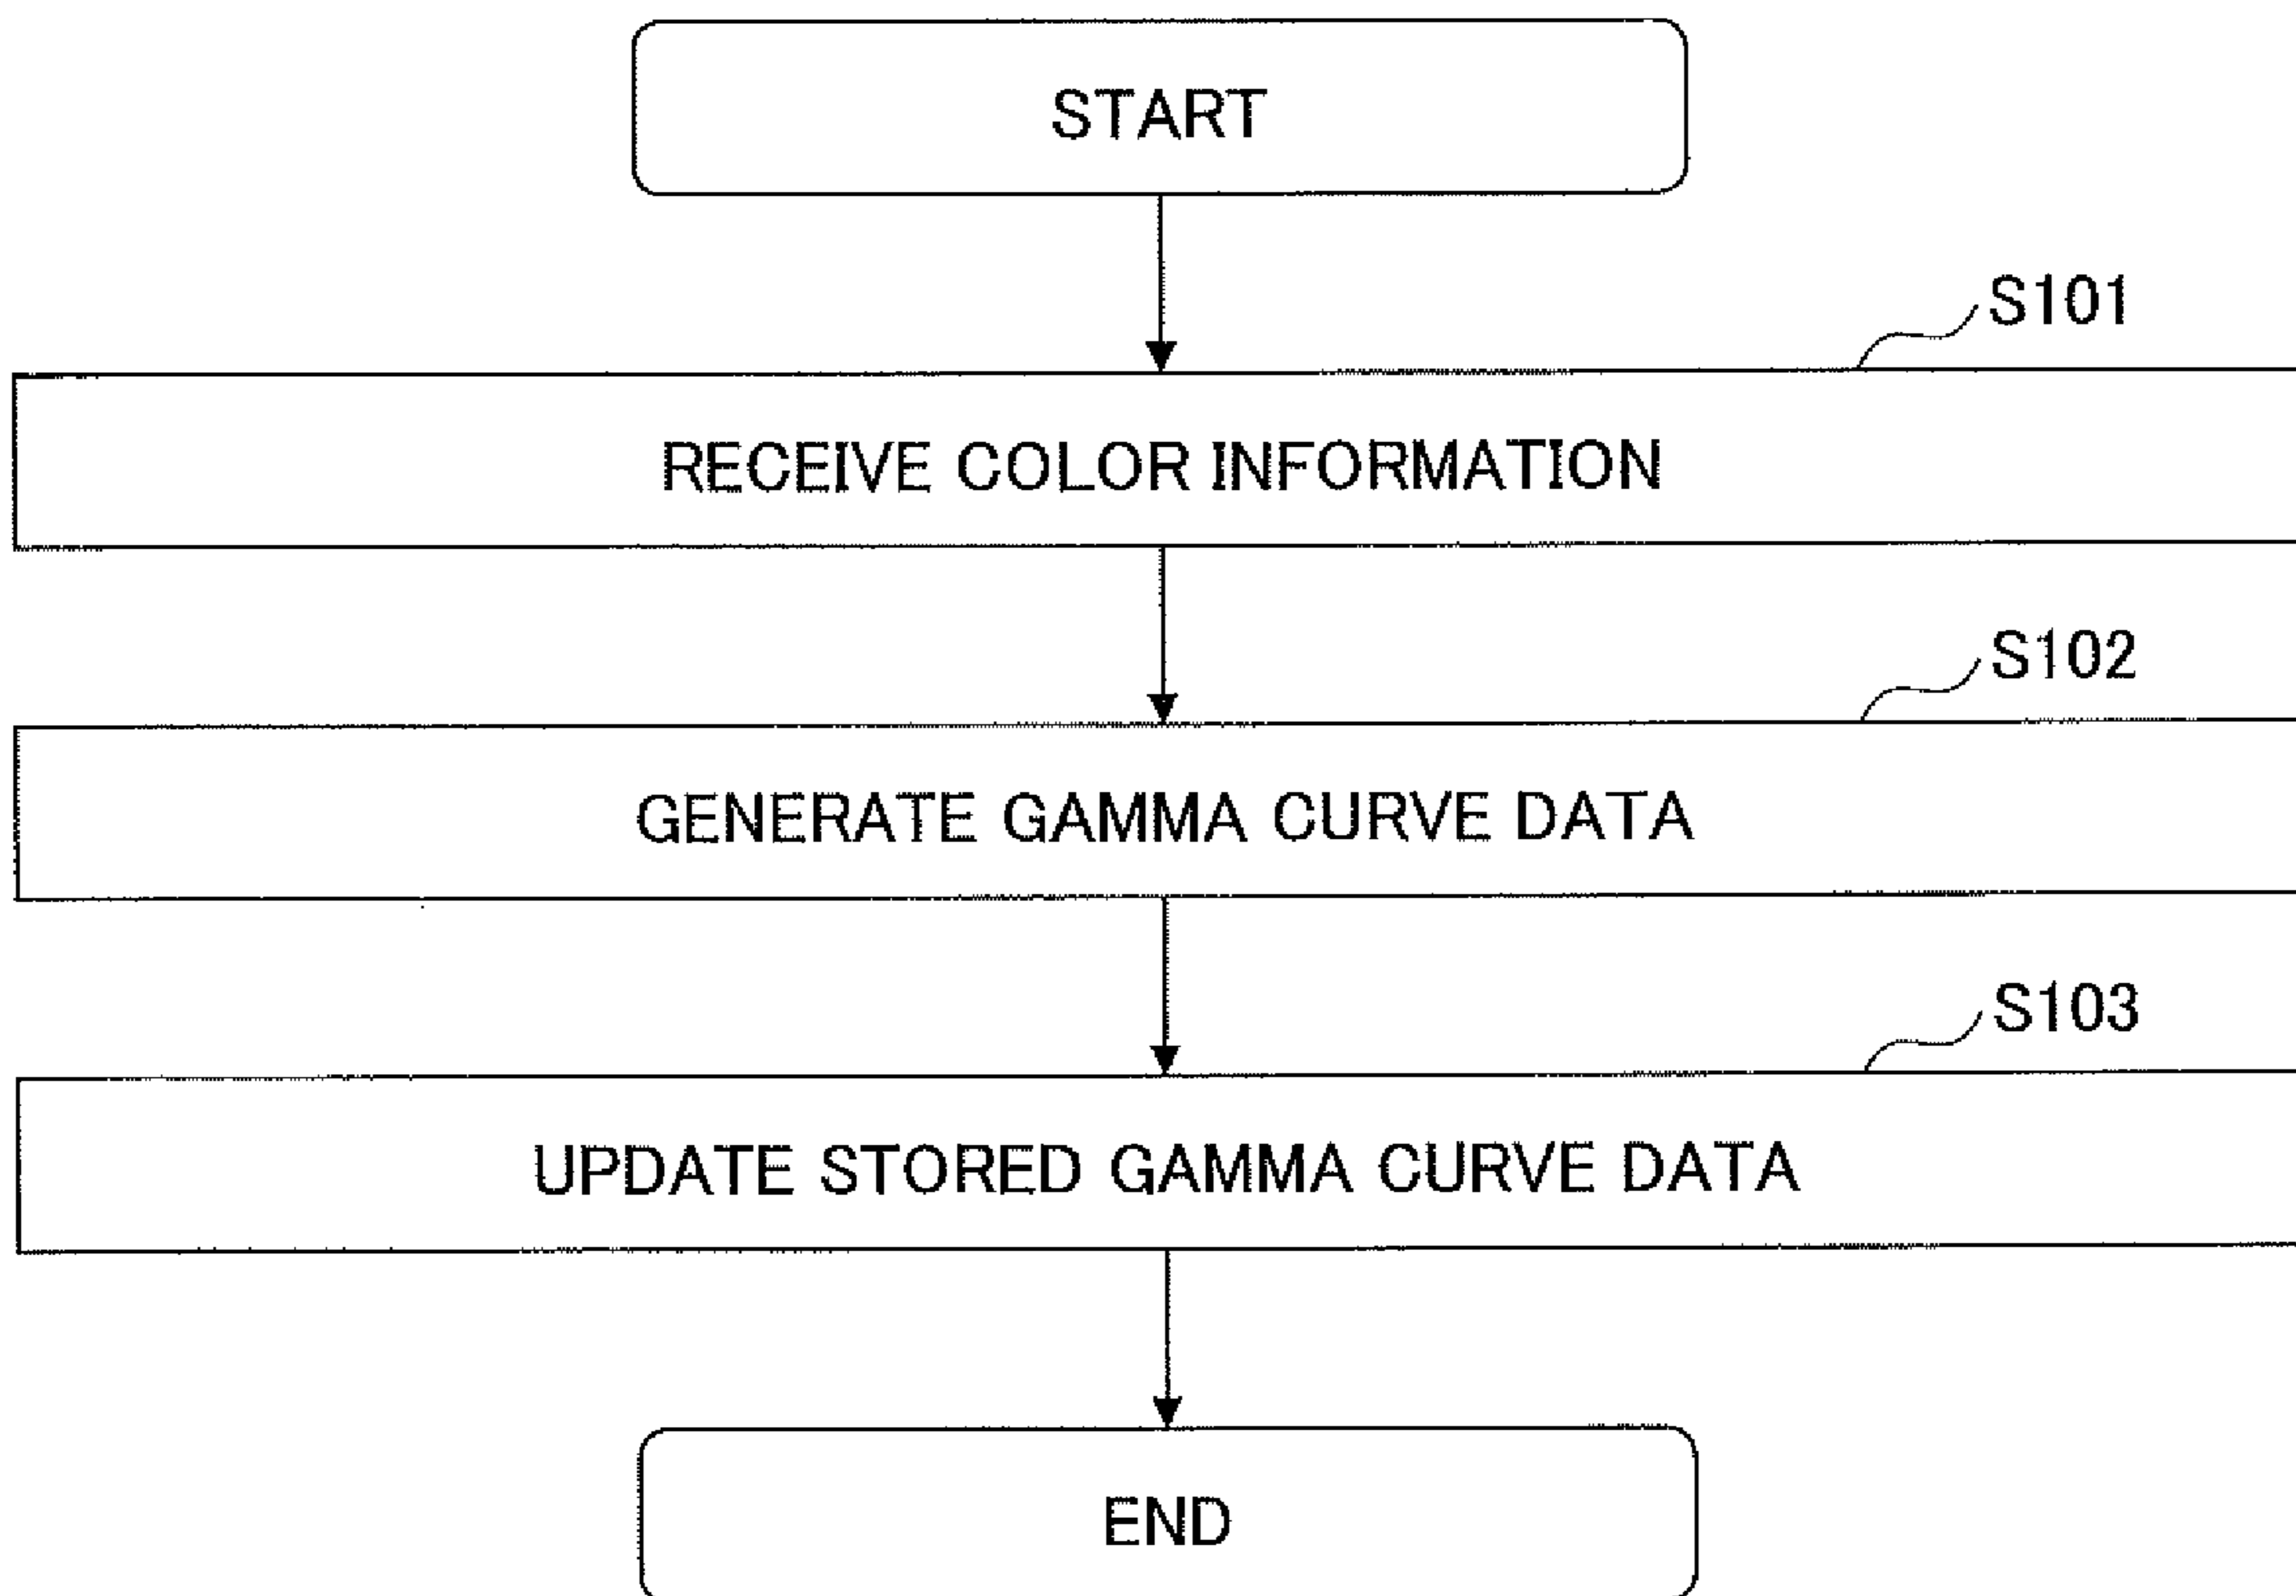 START
S101
RECEIVE COLOR INFORMATION
S102
GENERATE GAMMA CURVE DATA
S103
UPDATE STORED GAMMA CURVE DATA
END